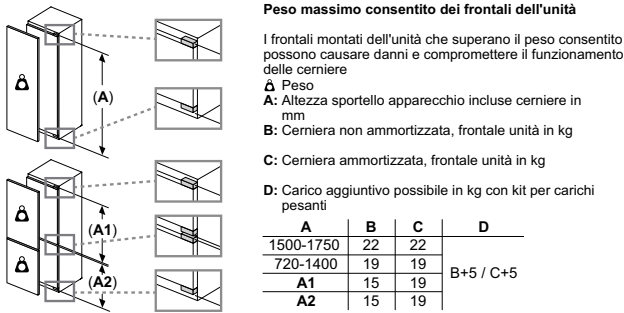 Peso massimo consentito dei frontali dell'unità
I frontali montati dell'unità che superano il peso consentito
possono causare danni e compromettere il funzionamento
delle cerniere
Peso
A: Altezza sportello apparecchio incluse cerniere in
mm
B: Cerniera non ammortizzata, frontale unità in kg
C: Cerniera ammortizzata, frontale unità in kg
D: Carico aggiuntivo possibile in kg con kit per carichi
pesanti
A B C D
1500-1750 22 22
720-1400 19 19
B+5 / C+5
A1 15 19
A2 15 19
(A)
(A1)
(A2)